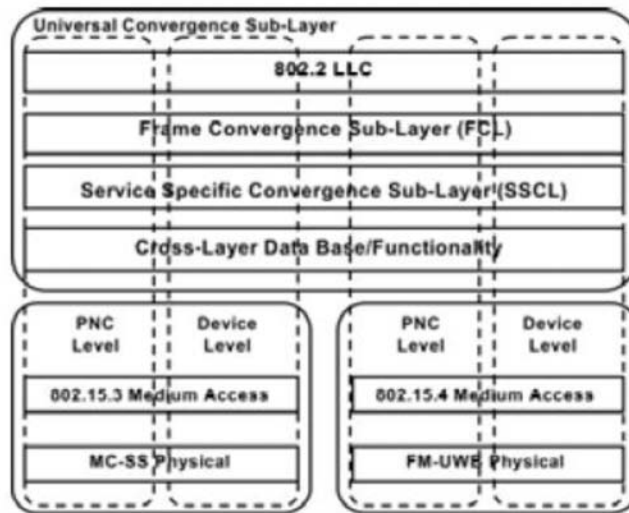 Universal Convergence Sub-Layer
802.2 LLC
Frame Convergence Sub-Layer (FCL)
Service Specific Convergence Sub-Layer (SSCL)
Cross-Layer Data Base/Functionality
PNC Level
Device Level
PNC Level
Device Level
802.15.3 Medium Access
802.15.4 Medium Access
MC-SS Physical
FM-UWB Physical